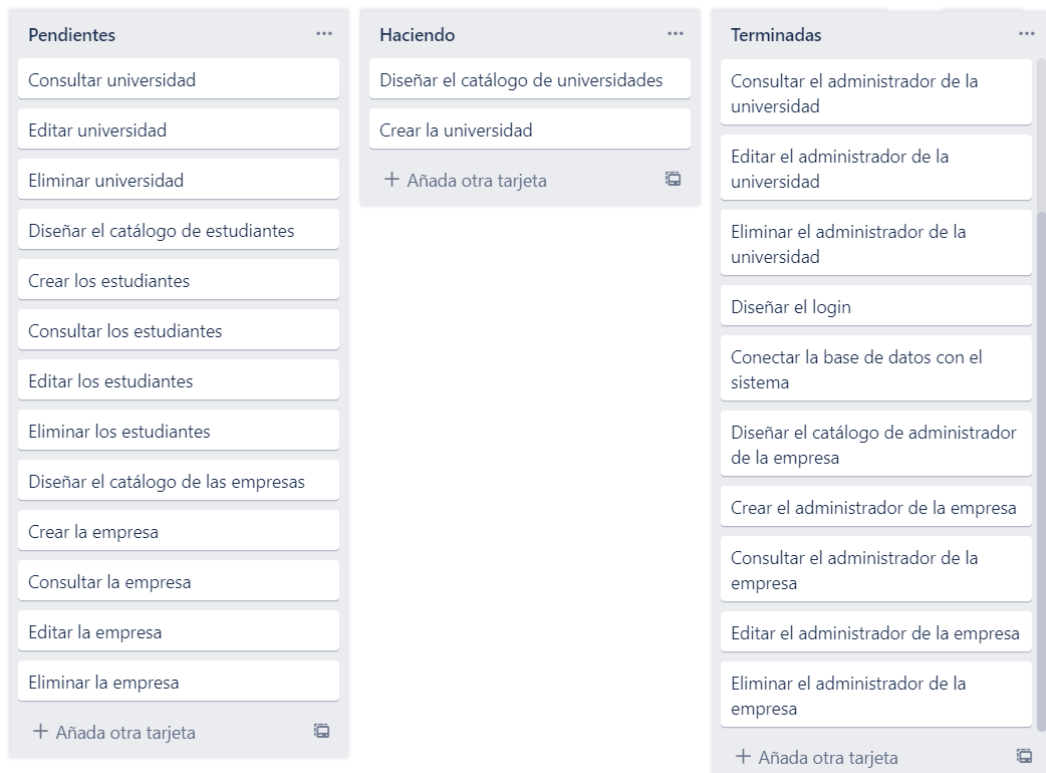 Pendientes
Consultar universidad
Editar universidad
Eliminar universidad
Diseñar el catálogo de estudiantes
Crear los estudiantes
Consultar los estudiantes
Editar los estudiantes
Eliminar los estudiantes
Diseñar el catálogo de las empresas
Crear la empresa
Consultar la empresa
Editar la empresa
Eliminar la empresa
+ Añada otra tarjeta
Haciendo
Diseñar el catálogo de universidades
Crear la universidad
+ Añada otra tarjeta
Terminadas
Consultar el administrador de la
universidad
Editar el administrador de la
universidad
Eliminar el administrador de la
universidad
Diseñar el login
Conectar la base de datos con el
sistema
Diseñar el catálogo de administrador
de la empresa
Crear el administrador de la empresa
Consultar el administrador de la
empresa
Editar el administrador de la empresa
Eliminar el administrador de la
empresa
+ Añada otra tarjeta